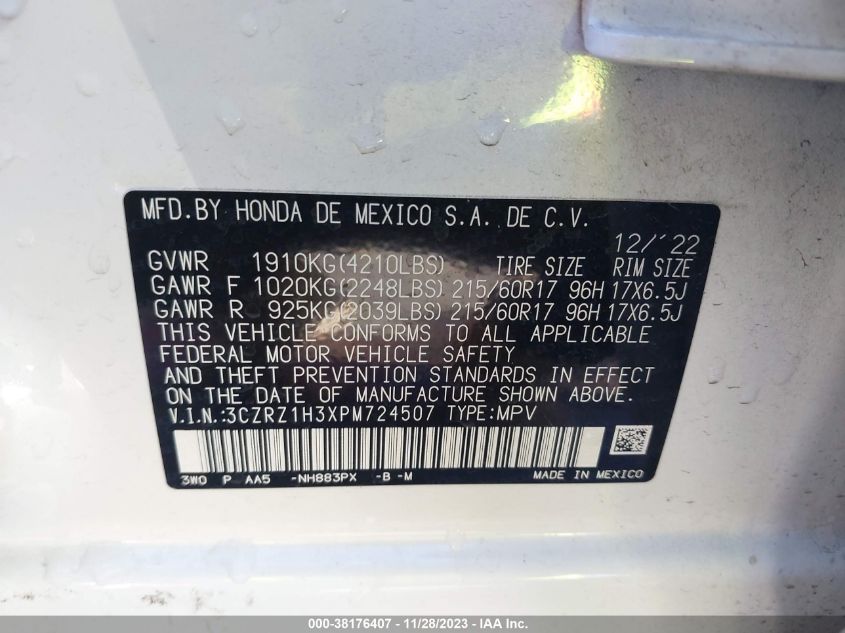 MFD.BY HONDA DE MEXICO S.A. DE C.V.
12/'22
GVWR 1910KG(4210LBS) TIRE SIZE RIM SIZE
GAWR F 1020KG(2248LBS) 215/60R17 96H 17X6.5J
GAWR R 925KG(2039LBS) 215/60R17 96H 17X6.5J
THIS VEHICLE CONFORMS TO ALL APPLICABLE
FEDERAL MOTOR VEHICLE SAFETY
AND THEFT PREVENTION STANDARDS IN EFFECT
ON THE DATE OF MANUFACTURE SHOWN ABOVE.
V.I.N.:3CZRZ1H3XPM724507 TYPE:MPV
3W0 P AA5 -NH883PX -B -M MADE IN MEXICO
000-38176407 - 11/28/2023 - IAA Inc.